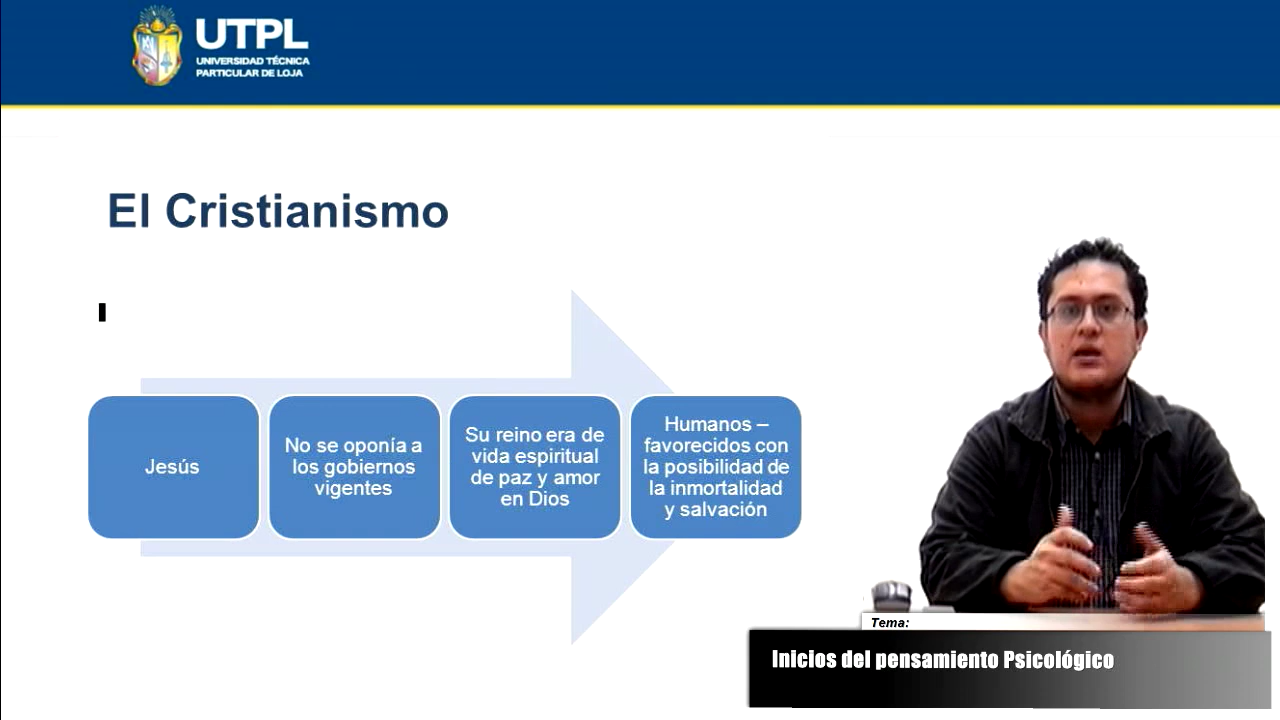 UTPL
UNIVERSIDAD TÉCNICA
PARTICULAR DE LOJA
El Cristianismo
Jesús
No se oponía a
los gobiernos
vigentes
Su reino era de
vida espiritual
de paz y amor
en Dios
Humanos –
favorecidos con
la posibilidad de
la inmortalidad
y salvación
Tema:
Inicios del pensamiento Psicológico